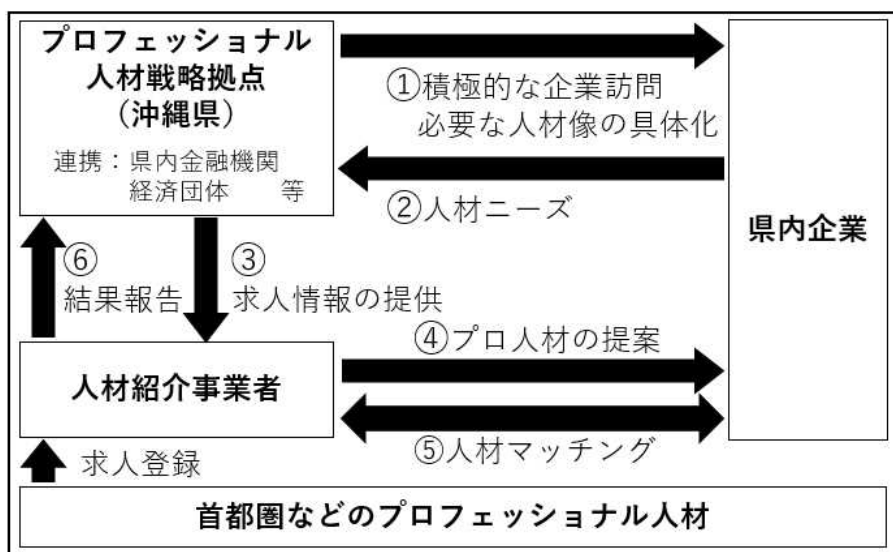 プロフェッショナル
人材戦略拠点
（沖縄県）
連携：県内金融機関
経済団体　等
①積極的な企業訪問
必要な人材像の具体化
②人材ニーズ
県内企業
⑥
結果報告
③
求人情報の提供
④プロ人材の提案
人材紹介事業者
⑤人材マッチング
求人登録
首都圏などのプロフェッショナル人材